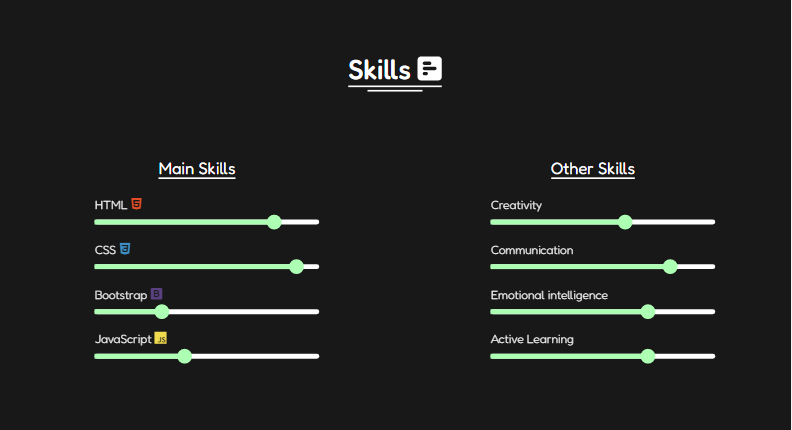 Skills
Main Skills
HTML
CSS
Bootstrap
JavaScript JS
Other Skills
Creativity
Communication
Emotional intelligence
Active Learning